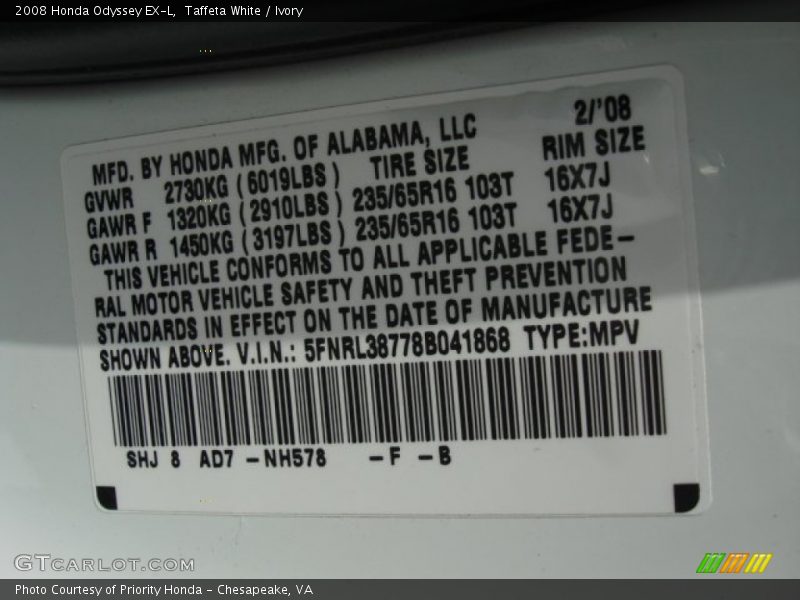 2008 Honda Odyssey EX-L,  Taffeta White / Ivory
2/'08
MFD. BY HONDA MFG. OF ALABAMA, LLC
TIRE SIZE RIM SIZE
GVWR 2730KG (6019LBS)
GAWR F 1320KG (2910LBS) 235/65R16 103T 16X7J
GAWR R 1450KG (3197LBS) 235/65R16 103T 16X7J
THIS VEHICLE CONFORMS TO ALL APPLICABLE FEDE-
RAL MOTOR VEHICLE SAFETY AND THEFT PREVENTION
STANDARDS IN EFFECT ON THE DATE OF MANUFACTURE
SHOWN ABOVE. V.I.N.: 5FNRL38778B041868 TYPE:MPV
SHJ 8 AD7 -NH578 -F -B
GTCARLOT.COM
Photo Courtesy of Priority Honda - Chesapeake, VA